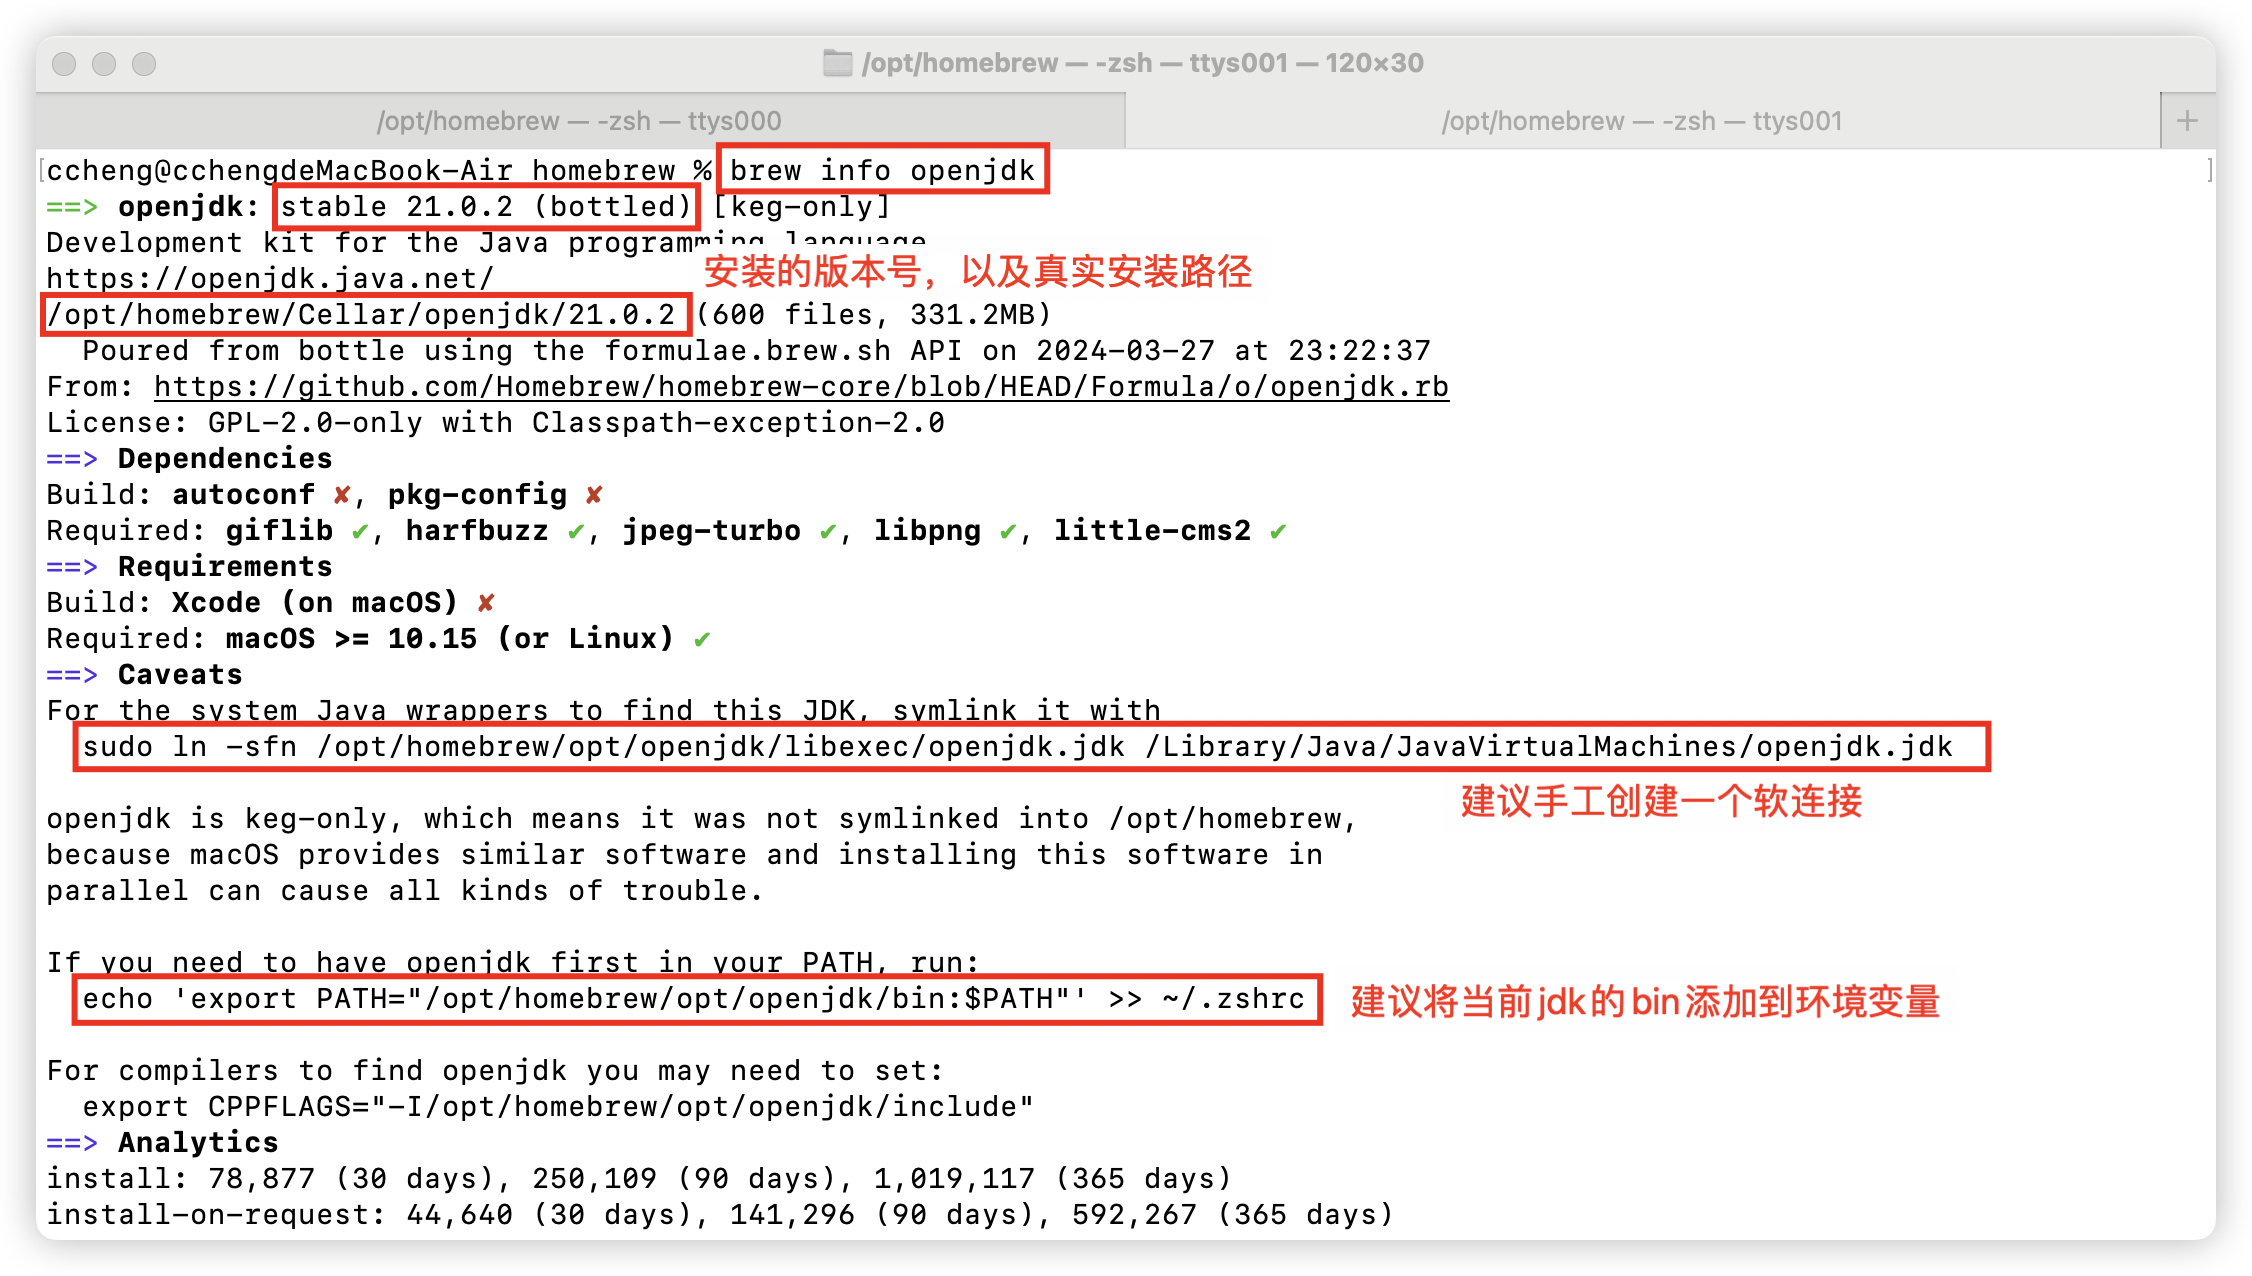 /opt/homebrew — -zsh — ttys001 — 120×30
/opt/homebrew — -zsh — ttys000
/opt/homebrew — -zsh — ttys001
+
[ccheng@cchengdeMacBook-Air homebrew % brew info openjdk ]
==> openjdk: stable 21.0.2 (bottled) [keg-only]
Development kit for the Java programming language
https://openjdk.java.net/
安装的版本号，以及真实安装路径
/opt/homebrew/Cellar/openjdk/21.0.2 (600 files, 331.2MB)
  Poured from bottle using the formulae.brew.sh API on 2024-03-27 at 23:22:37
From: https://github.com/Homebrew/homebrew-core/blob/HEAD/Formula/o/openjdk.rb
License: GPL-2.0-only with Classpath-exception-2.0
==> Dependencies
Build: autoconf ✘, pkg-config ✘
Required: giflib ✔, harfbuzz ✔, jpeg-turbo ✔, libpng ✔, little-cms2 ✔
==> Requirements
Build: Xcode (on macOS) ✘
Required: macOS >= 10.15 (or Linux) ✔
==> Caveats
For the system Java wrappers to find this JDK, symlink it with
  sudo ln -sfn /opt/homebrew/opt/openjdk/libexec/openjdk.jdk /Library/Java/JavaVirtualMachines/openjdk.jdk
建议手工创建一个软连接
openjdk is keg-only, which means it was not symlinked into /opt/homebrew,
because macOS provides similar software and installing this software in
parallel can cause all kinds of trouble.
If you need to have openjdk first in your PATH, run:
  echo 'export PATH="/opt/homebrew/opt/openjdk/bin:$PATH"' >> ~/.zshrc
建议将当前jdk的bin添加到环境变量
For compilers to find openjdk you may need to set:
  export CPPFLAGS="-I/opt/homebrew/opt/openjdk/include"
==> Analytics
install: 78,877 (30 days), 250,109 (90 days), 1,019,117 (365 days)
install-on-request: 44,640 (30 days), 141,296 (90 days), 592,267 (365 days)